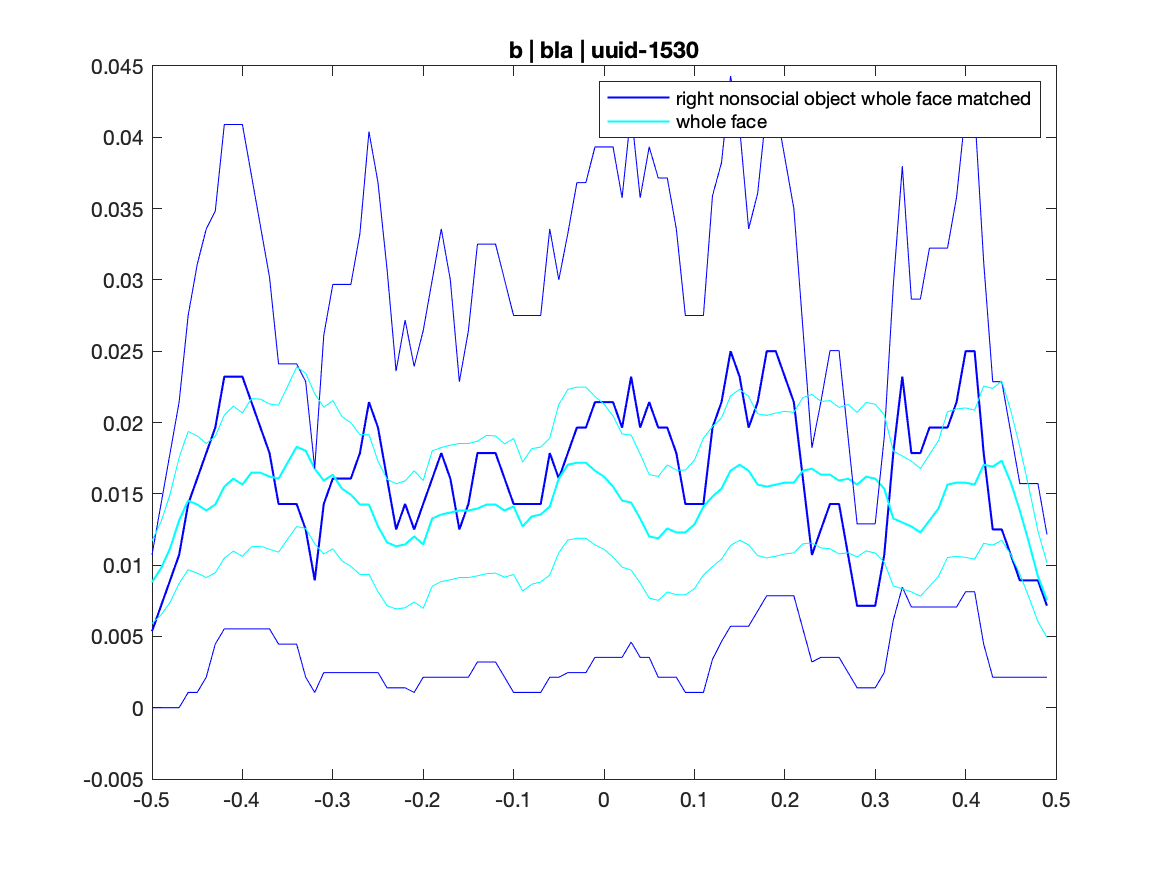 b | bla | uuid-1530
right nonsocial object whole face matched
whole face
0.045
0.04
0.035
0.03
0.025
0.02
0.015
0.01
0.005
0
-0.005
-0.5 -0.4 -0.3 -0.2 -0.1 0 0.1 0.2 0.3 0.4 0.5